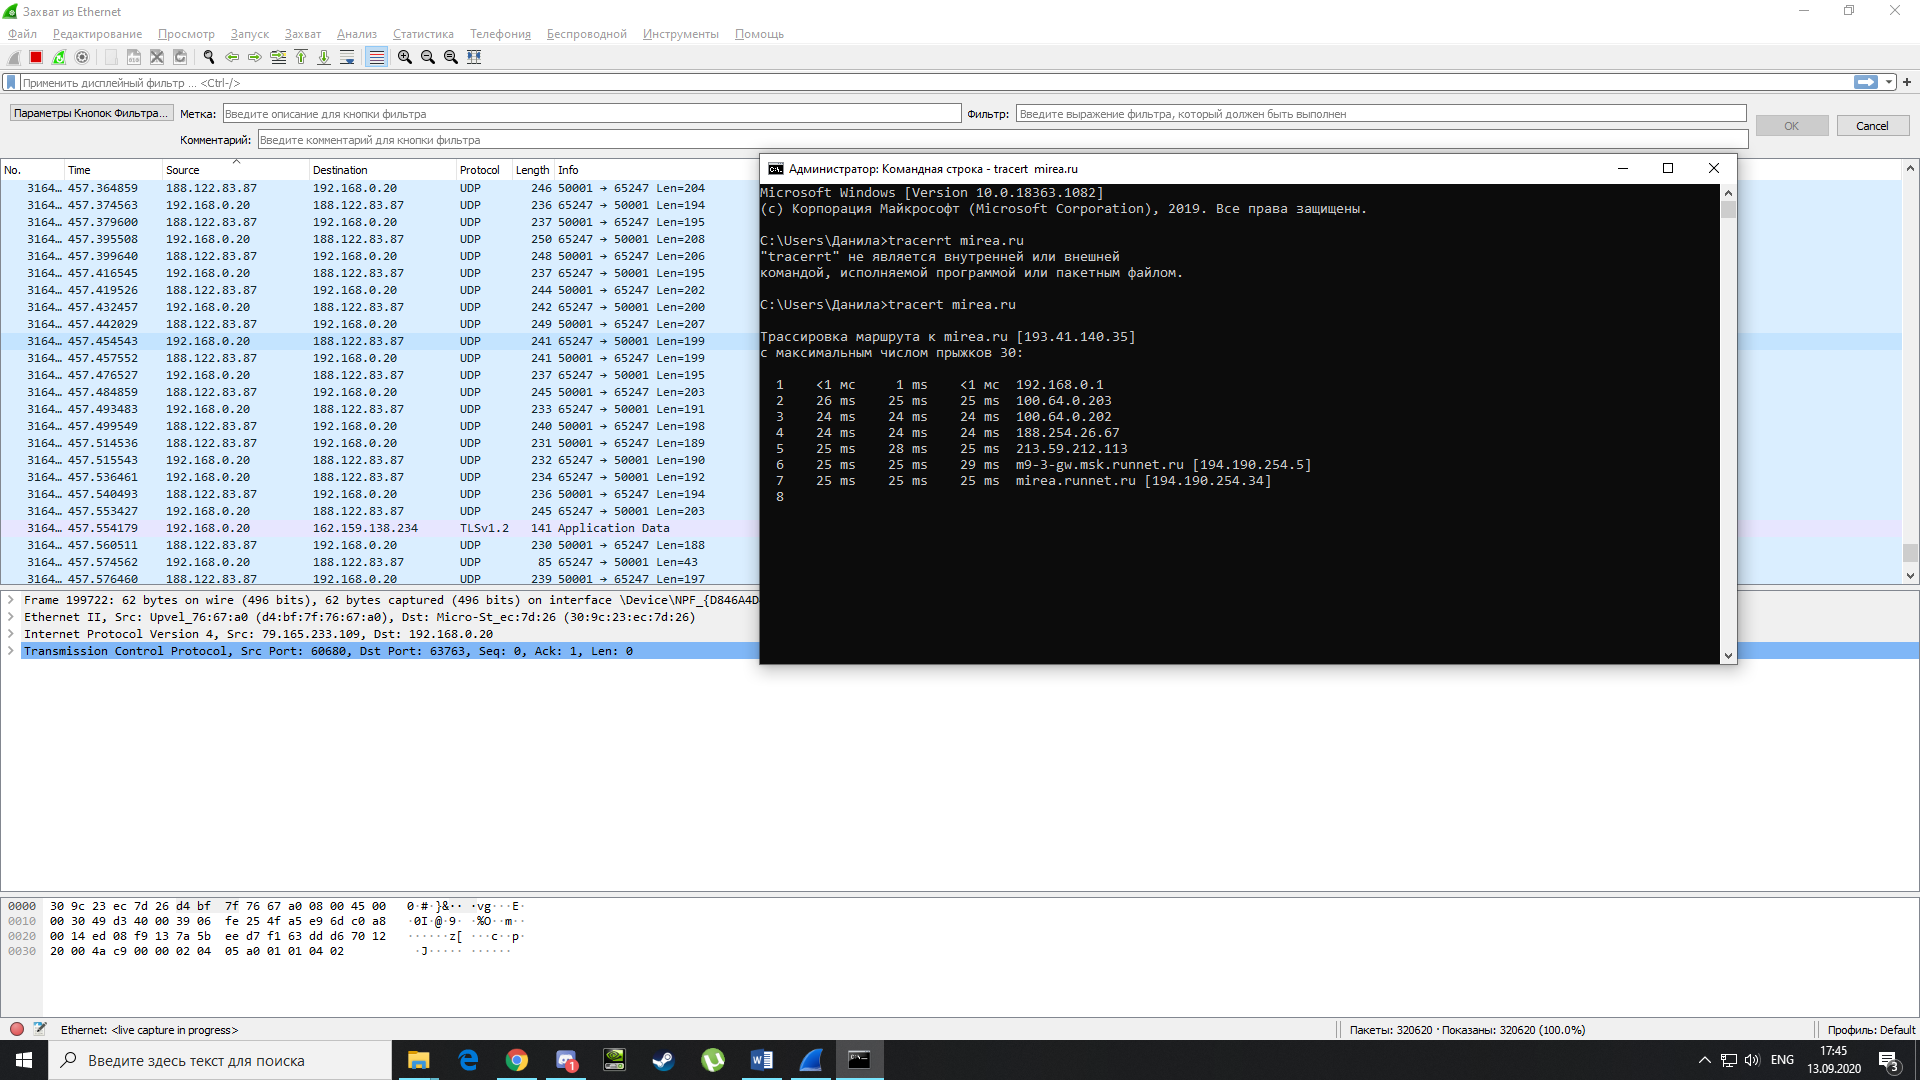 Захват из Ethernet
Файл Редактирование Просмотр Запуск Захват Анализ Статистика Телефония Беспроводной Инструменты Помощь
Применить дисплейный фильтр ... <Ctrl-/>
Параметры Кнопок Фильтра... Метка: Введите описание для кнопки фильтра Фильтр: Введите выражение фильтра, который должен быть выполнен
Комментарий: Введите комментарий для кнопки фильтра OK Cancel
No. Time Source Destination Protocol Length Info
3164… 457.364859 188.122.83.87 192.168.0.20 UDP 246 50001 → 65247 Len=204
3164… 457.374563 192.168.0.20 188.122.83.87 UDP 236 65247 → 50001 Len=194
3164… 457.379600 188.122.83.87 192.168.0.20 UDP 237 50001 → 65247 Len=195
3164… 457.395508 192.168.0.20 188.122.83.87 UDP 250 65247 → 50001 Len=208
3164… 457.399640 188.122.83.87 192.168.0.20 UDP 248 50001 → 65247 Len=206
3164… 457.416545 192.168.0.20 188.122.83.87 UDP 237 65247 → 50001 Len=195
3164… 457.419526 188.122.83.87 192.168.0.20 UDP 244 50001 → 65247 Len=202
3164… 457.432457 192.168.0.20 188.122.83.87 UDP 242 65247 → 50001 Len=200
3164… 457.442029 188.122.83.87 192.168.0.20 UDP 249 50001 → 65247 Len=207
3164… 457.454543 192.168.0.20 188.122.83.87 UDP 241 65247 → 50001 Len=199
3164… 457.457552 188.122.83.87 192.168.0.20 UDP 241 50001 → 65247 Len=199
3164… 457.476527 192.168.0.20 188.122.83.87 UDP 237 65247 → 50001 Len=195
3164… 457.484859 188.122.83.87 192.168.0.20 UDP 245 50001 → 65247 Len=203
3164… 457.493483 192.168.0.20 188.122.83.87 UDP 233 65247 → 50001 Len=191
3164… 457.499549 188.122.83.87 192.168.0.20 UDP 240 50001 → 65247 Len=198
3164… 457.514536 188.122.83.87 192.168.0.20 UDP 231 50001 → 65247 Len=189
3164… 457.515543 192.168.0.20 188.122.83.87 UDP 232 65247 → 50001 Len=190
3164… 457.536461 192.168.0.20 188.122.83.87 UDP 234 65247 → 50001 Len=192
3164… 457.540493 188.122.83.87 192.168.0.20 UDP 236 50001 → 65247 Len=194
3164… 457.553427 192.168.0.20 188.122.83.87 UDP 245 65247 → 50001 Len=203
3164… 457.554179 192.168.0.20 162.159.138.234 TLSv1.2 141 Application Data
3164… 457.560511 188.122.83.87 192.168.0.20 UDP 230 50001 → 65247 Len=188
3164… 457.574562 192.168.0.20 188.122.83.87 UDP 85 65247 → 50001 Len=43
3164… 457.576460 188.122.83.87 192.168.0.20 UDP 239 50001 → 65247 Len=197
Администратор: Командная строка - tracert mirea.ru
Microsoft Windows [Version 10.0.18363.1082]
(c) Корпорация Майкрософт (Microsoft Corporation), 2019. Все права защищены.
C:\Users\Данила>tracerrt mirea.ru
"tracerrt" не является внутренней или внешней
командой, исполняемой программой или пакетным файлом.
C:\Users\Данила>tracert mirea.ru
Трассировка маршрута к mirea.ru [193.41.140.35]
с максимальным числом прыжков 30:
1 <1 мс 1 ms <1 мс 192.168.0.1
2 26 ms 25 ms 25 ms 100.64.0.203
3 24 ms 24 ms 24 ms 100.64.0.202
4 24 ms 24 ms 24 ms 188.254.26.67
5 25 ms 28 ms 25 ms 213.59.212.113
6 25 ms 25 ms 29 ms m9-3-gw.msk.runnet.ru [194.190.254.5]
7 25 ms 25 ms 25 ms mirea.runnet.ru [194.190.254.34]
8
Frame 199722: 62 bytes on wire (496 bits), 62 bytes captured (496 bits) on interface \Device\NPF_{D846A4D
Ethernet II, Src: Upvel_76:67:a0 (d4:bf:7f:76:67:a0), Dst: Micro-St_ec:7d:26 (30:9c:23:ec:7d:26)
Internet Protocol Version 4, Src: 79.165.233.109, Dst: 192.168.0.20
Transmission Control Protocol, Src Port: 60680, Dst Port: 63763, Seq: 0, Ack: 1, Len: 0
0000 30 9c 23 ec 7d 26 d4 bf 7f 76 67 a0 08 00 45 00 0·#·}&·· ·vg···E·
0010 00 30 49 d3 40 00 39 06 fe 25 4f a5 e9 6d c0 a8 ·0I·@·9· ·%O··m··
0020 00 14 ed 08 f9 13 7a 5b ee d7 f1 63 dd d6 70 12 ······z[ ···c··p·
0030 20 00 4a c9 00 00 02 04 05 a0 01 01 04 02 ·J····· ······
Ethernet: <live capture in progress> Пакеты: 320620 · Показаны: 320620 (100.0%) Профиль: Default
Введите здесь текст для поиска
1
ENG
17:45
13.09.2020
3